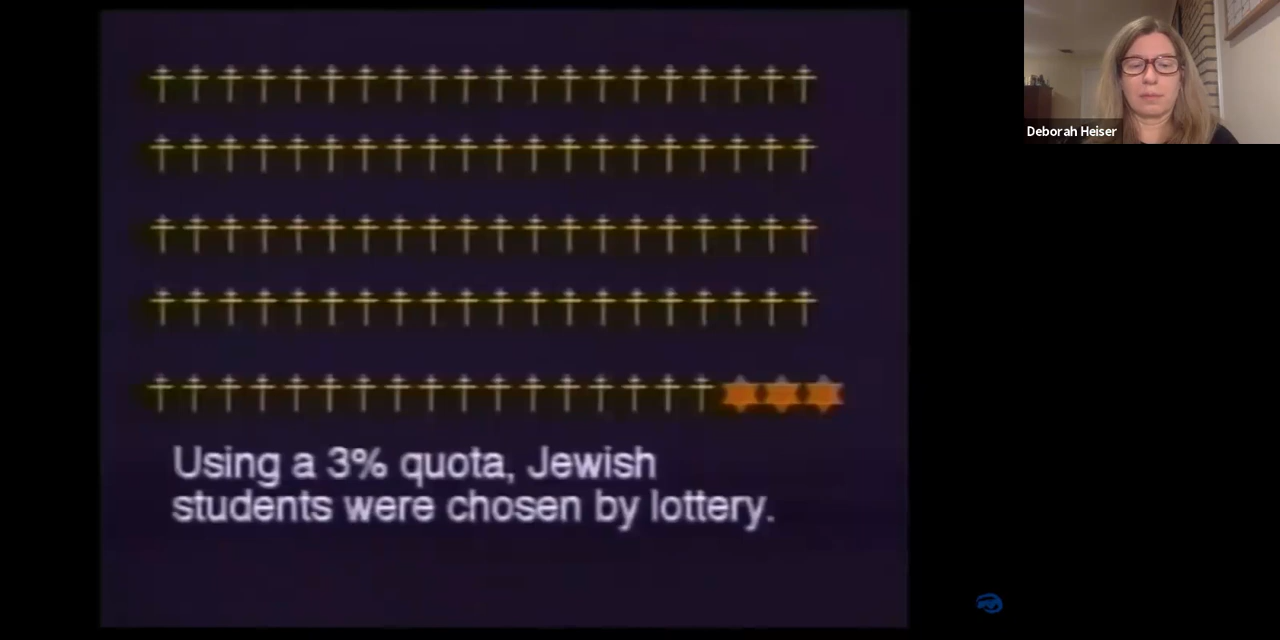 Deborah Heiser
Using a 3% quota, Jewish
students were chosen by lottery.